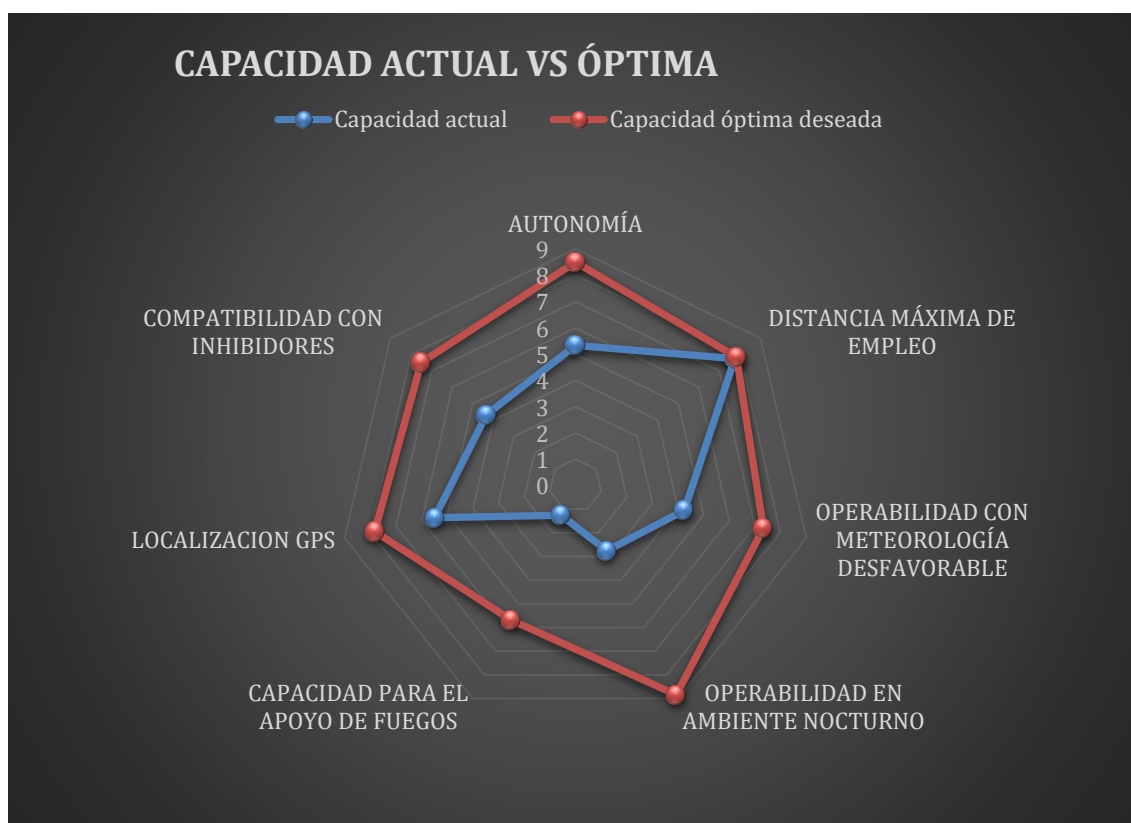 CAPACIDAD ACTUAL VS ÓPTIMA
Capacidad actual
Capacidad óptima deseada
AUTONOMÍA
9
8
7
6
5
4
3
2
1
0
DISTANCIA MÁXIMA DE
EMPLEO
OPERABILIDAD CON
METEOROLOGÍA
DESFAVORABLE
OPERABILIDAD EN
AMBIENTE NOCTURNO
CAPACIDAD PARA EL
APOYO DE FUEGOS
LOCALIZACION GPS
COMPATIBILIDAD CON
INHIBIDORES